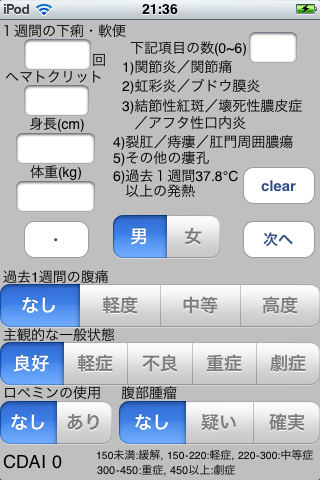 iPod 21:36
1週間の下痢・軟便
回
下記項目の数(0~6)
ヘマトクリット
1)関節炎/関節痛
2)虹彩炎/ブドウ膜炎
3)結節性紅斑/壊死性膿皮症
/アフタ性口内炎
身長(cm)
4)裂肛/痔瘻/肛門周囲膿瘍
5)その他の瘻孔
体重(kg)
6)過去1週間37.8°C
以上の発熱
clear
.
男 女
次へ
過去1週間の腹痛
なし 軽度 中等 高度
主観的な一般状態
良好 軽症 不良 重症 劇症
ロペミンの使用 腹部腫瘤
なし あり なし 疑い 確実
CDAI 0
150未満:緩解, 150-220:軽症, 220-300:中等症
300-450:重症, 450以上:劇症